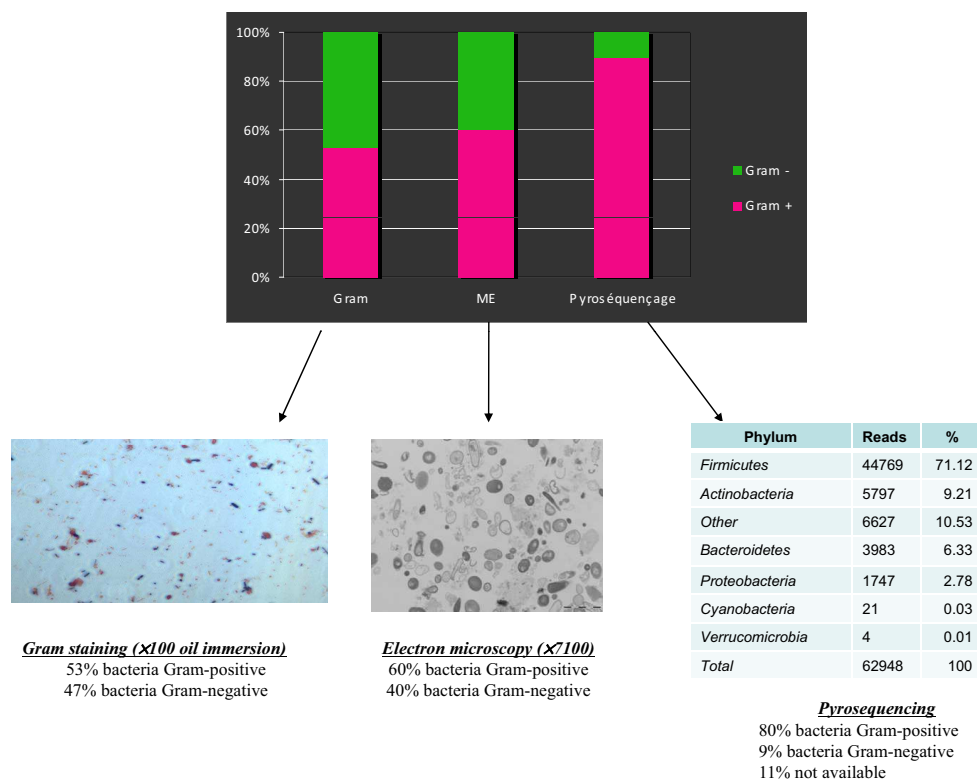 100%
80%
60%
40%
20%
0%
Gram -
Gram +
Gram ME Pyroséquençage
Phylum Reads %
Firmicutes 44769 71.12
Actinobacteria 5797 9.21
Other 6627 10.53
Bacteroidetes 3983 6.33
Proteobacteria 1747 2.78
Cyanobacteria 21 0.03
Verrucomicrobia 4 0.01
Total 62948 100
Gram staining (×100 oil immersion)
53% bacteria Gram-positive
47% bacteria Gram-negative
Electron microscopy (×7100)
60% bacteria Gram-positive
40% bacteria Gram-negative
Pyrosequencing
80% bacteria Gram-positive
9% bacteria Gram-negative
11% not available